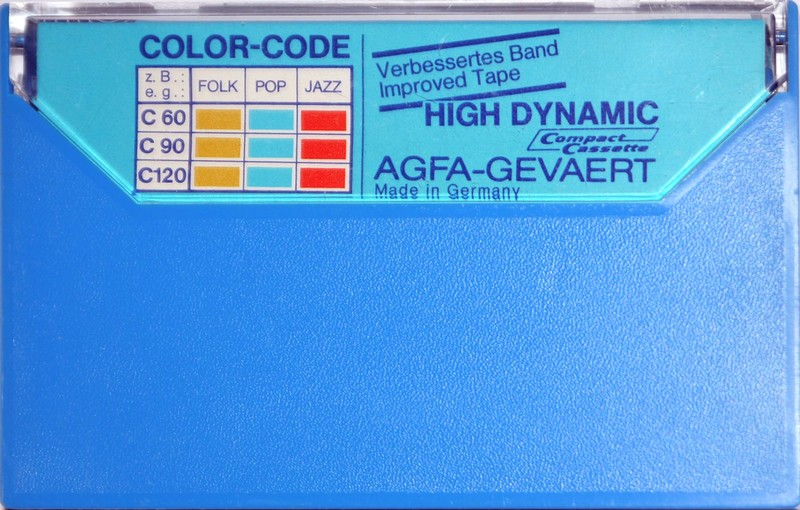 COLOR-CODE
z. B.: FOLK POP JAZZ
e. g.:
C 60
C 90
C120
Verbessertes Band
Improved Tape
HIGH DYNAMIC
Compact
Cassette
AGFA-GEVAERT
Made in Germany